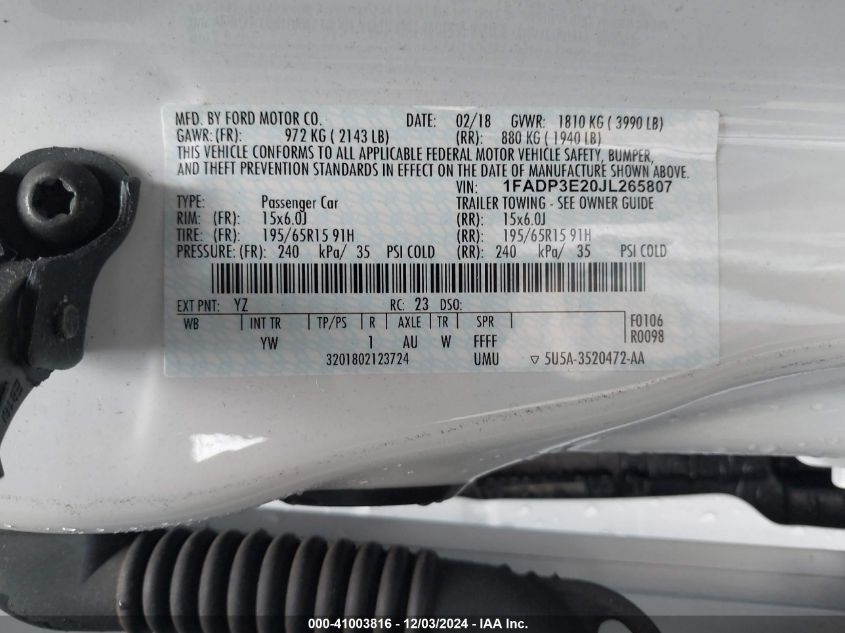 MFD. BY FORD MOTOR CO. DATE: 02/18 GVWR: 1810 KG ( 3990 LB)
GAWR: (FR): 972 KG ( 2143 LB) (RR): 880 KG ( 1940 LB)
THIS VEHICLE CONFORMS TO ALL APPLICABLE FEDERAL MOTOR VEHICLE SAFETY, BUMPER,
AND THEFT PREVENTION STANDARDS IN EFFECT ON THE DATE OF MANUFACTURE SHOWN ABOVE.
VIN: 1FADP3E20JL265807
TYPE: Passenger Car TRAILER TOWING - SEE OWNER GUIDE
RIM: (FR): 15x6.0J (RR): 15x6.0J
TIRE: (FR): 195/65R15 91H (RR): 195/65R15 91H
PRESSURE: (FR): 240 kPa/ 35 PSI COLD (RR): 240 kPa/ 35 PSI COLD
EXT PNT: YZ RC: 23 DSO:
WB INT TR TP/PS R AXLE TR SPR F0106
YW 1 AU W FFFF R0098
3201802123724 UMU ▽ 5U5A-3520472-AA
000-41003816 - 12/03/2024 - IAA Inc.